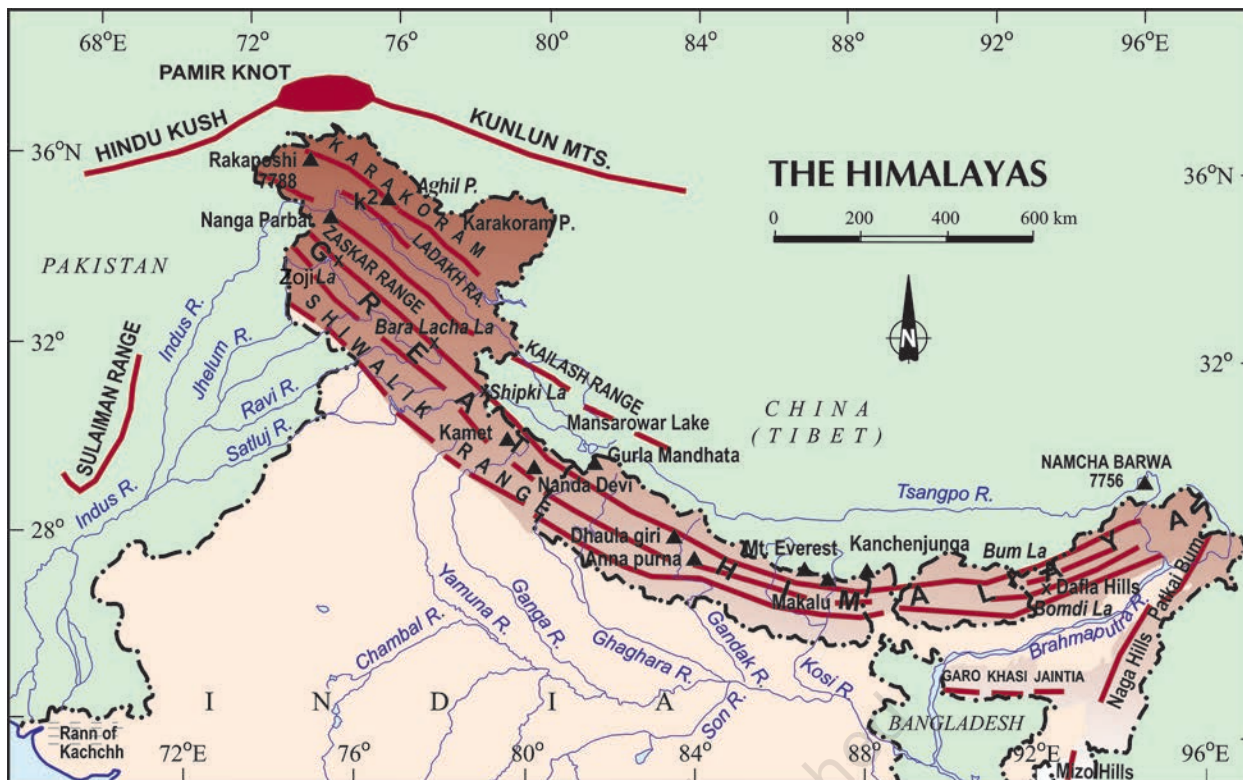 68°E
72°
76°
80°
84°
88°
92°
96°E
PAMIR KNOT
HINDU KUSH
KUNLUN MTS.
36°N
36°N
THE HIMALAYAS
0 200 400 600 km
N
Rakaposhi
7788
KARAKORAM
k2
Aghil P.
Karakoram P.
Nanga Parbat
LADAKH RA.
ZASKAR RANGE
PAKISTAN
Zoji La
GREAT HIMALAYA
SHIWALIK RANGE
Bara Lacha La
32°
32°
Indus R.
Jhelum R.
Ravi R.
Satluj R.
SULAIMAN RANGE
Shipki La
KAILASH RANGE
Mansarowar Lake
CHINA
(TIBET)
Kamet
Gurla Mandhata
Nanda Devi
NAMCHA BARWA
7756
Tsangpo R.
Indus R.
28°
28°
Dhaula giri
Anna purna
Mt. Everest
Kanchenjunga
Bum La
Makalu
Dafla Hills
Bomdi La
Patkai Bum
Brahmaputra R.
Naga Hills
Yamuna R.
Ganga R.
Chambal R.
Ghaghara R.
Gandak R.
Kosi R.
Son R.
GARO KHASI JAINTIA
INDIA
BANGLADESH
Rann of
Kachchh
72°E
76°
80°
84°
88°
92°E
96°E
Mizo Hills